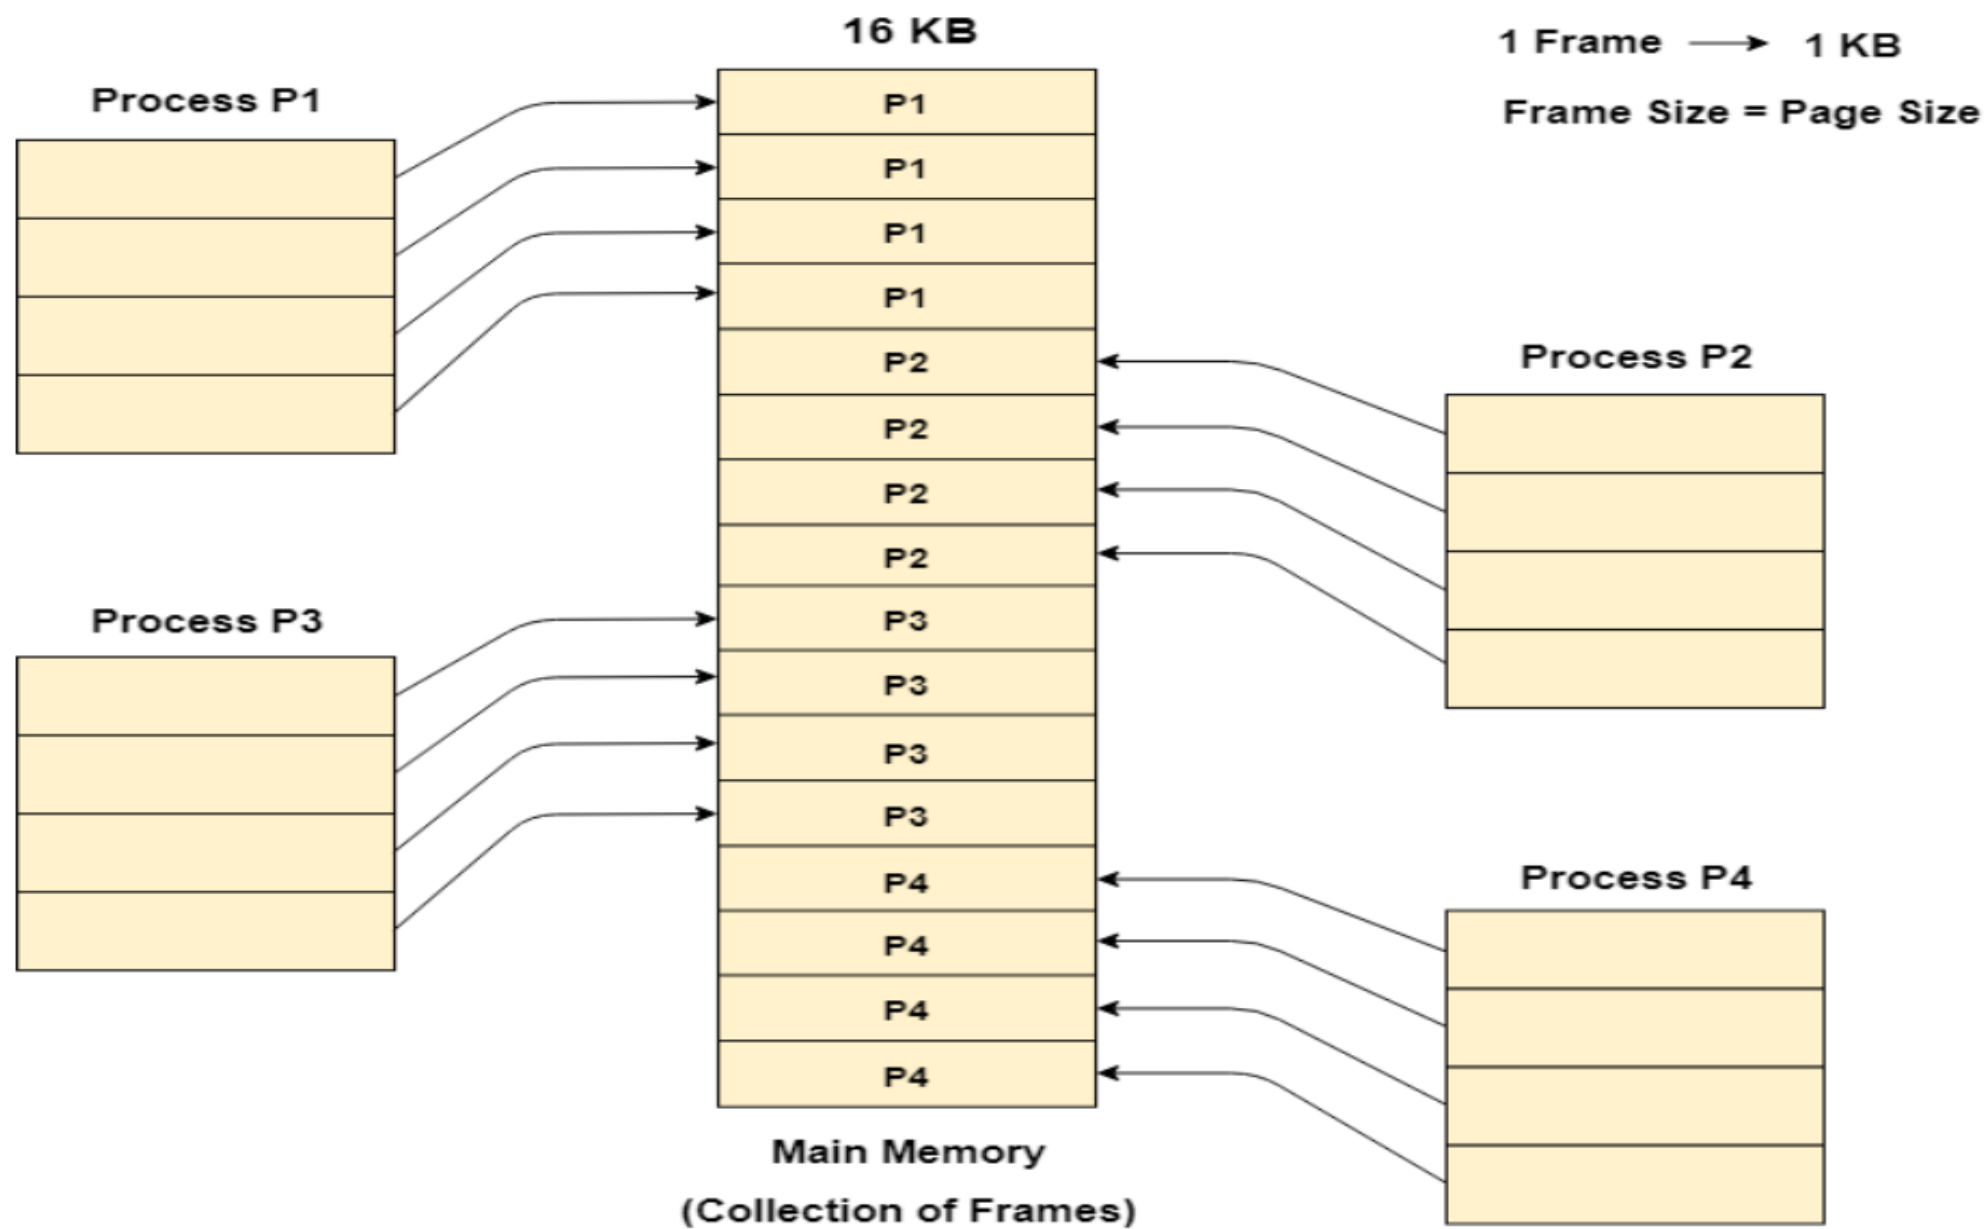 16 KB
1 Frame 1 KB
Frame Size = Page Size
Process P1
P1
P1
P1
P1
P2
P2
P2
P2
P3
P3
P3
P3
P4
P4
P4
P4
Process P2
Process P3
Process P4
Main Memory
(Collection of Frames)